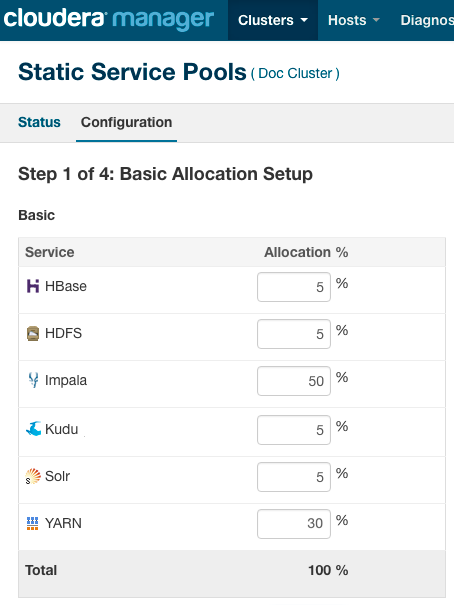 cloudera manager Clusters Hosts Diagnos
Static Service Pools ( Doc Cluster )
Status Configuration
Step 1 of 4: Basic Allocation Setup
Basic
Service Allocation %
HBase 5 %
HDFS 5 %
Impala 50 %
Kudu 5 %
S Solr 5 %
YARN 30 %
Total 100 %